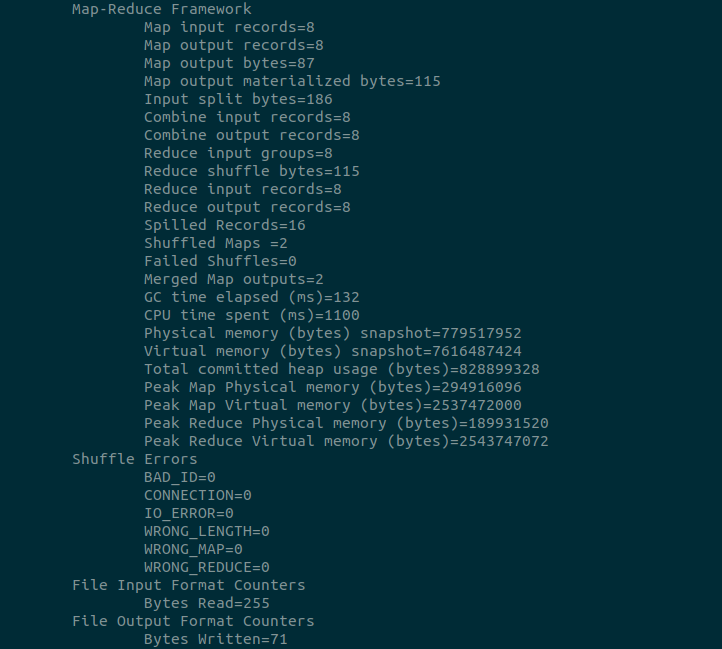 Map-Reduce Framework
Map input records=8
Map output records=8
Map output bytes=87
Map output materialized bytes=115
Input split bytes=186
Combine input records=8
Combine output records=8
Reduce input groups=8
Reduce shuffle bytes=115
Reduce input records=8
Reduce output records=8
Spilled Records=16
Shuffled Maps =2
Failed Shuffles=0
Merged Map outputs=2
GC time elapsed (ms)=132
CPU time spent (ms)=1100
Physical memory (bytes) snapshot=779517952
Virtual memory (bytes) snapshot=7616487424
Total committed heap usage (bytes)=828899328
Peak Map Physical memory (bytes)=294916096
Peak Map Virtual memory (bytes)=2537472000
Peak Reduce Physical memory (bytes)=189931520
Peak Reduce Virtual memory (bytes)=2543747072
Shuffle Errors
BAD_ID=0
CONNECTION=0
IO_ERROR=0
WRONG_LENGTH=0
WRONG_MAP=0
WRONG_REDUCE=0
File Input Format Counters
Bytes Read=255
File Output Format Counters
Bytes Written=71